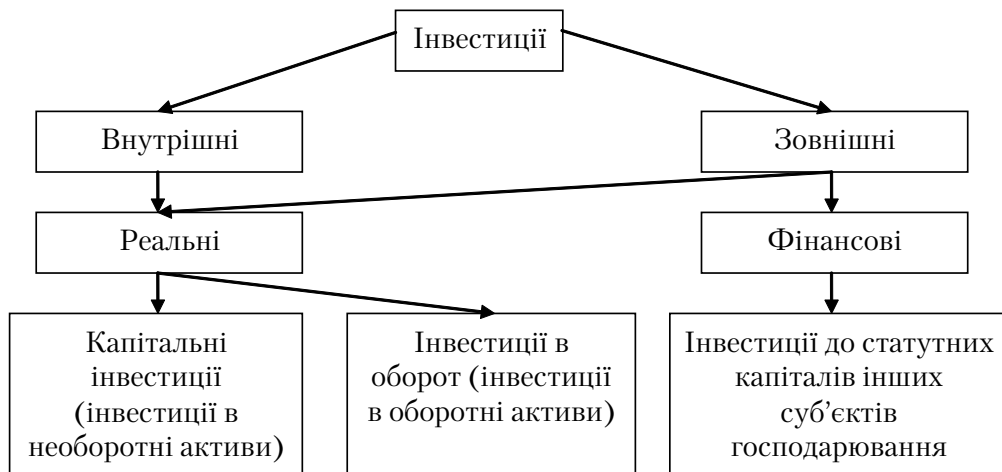 Інвестиції
Внутрішні
Зовнішні
Реальні
Фінансові
Капітальні
інвестиції
(інвестиції в
необоротні активи)
Інвестиції в
оборот (інвестиції
в оборотні активи)
Інвестиції до статутних
капіталів інших
суб’єктів
господарювання